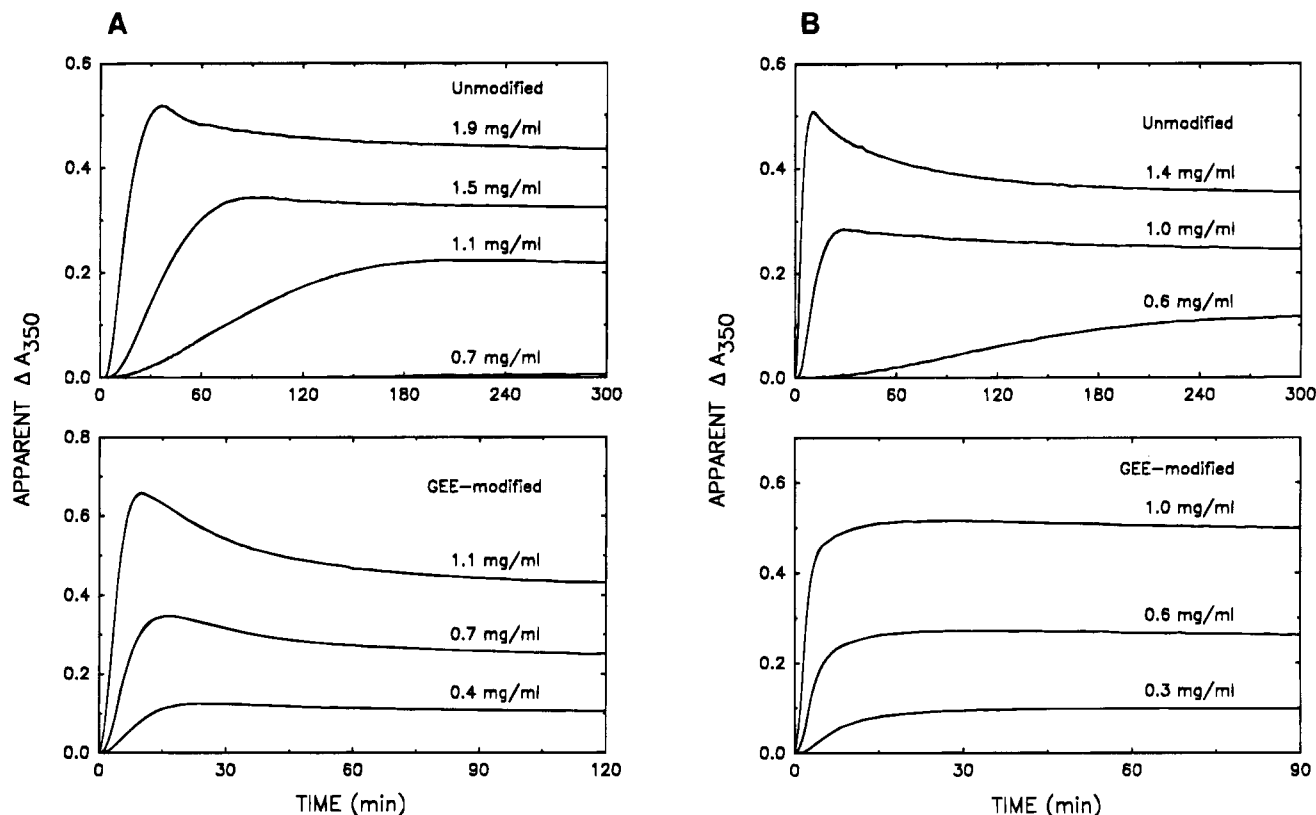 A
B
APPARENT Δ A350
0.6
0.4
0.2
0.0
Unmodified
1.9 mg/ml
1.5 mg/ml
1.1 mg/ml
0.7 mg/ml
0 60 120 180 240 300
0.8
0.6
0.4
0.2
0.0
GEE-modified
1.1 mg/ml
0.7 mg/ml
0.4 mg/ml
0 30 60 90 120
TIME (min)
APPARENT Δ A350
0.6
0.4
0.2
0.0
Unmodified
1.4 mg/ml
1.0 mg/ml
0.6 mg/ml
0 60 120 180 240 300
0.6
0.4
0.2
0.0
GEE-modified
1.0 mg/ml
0.6 mg/ml
0.3 mg/ml
0 30 60 90
TIME (min)